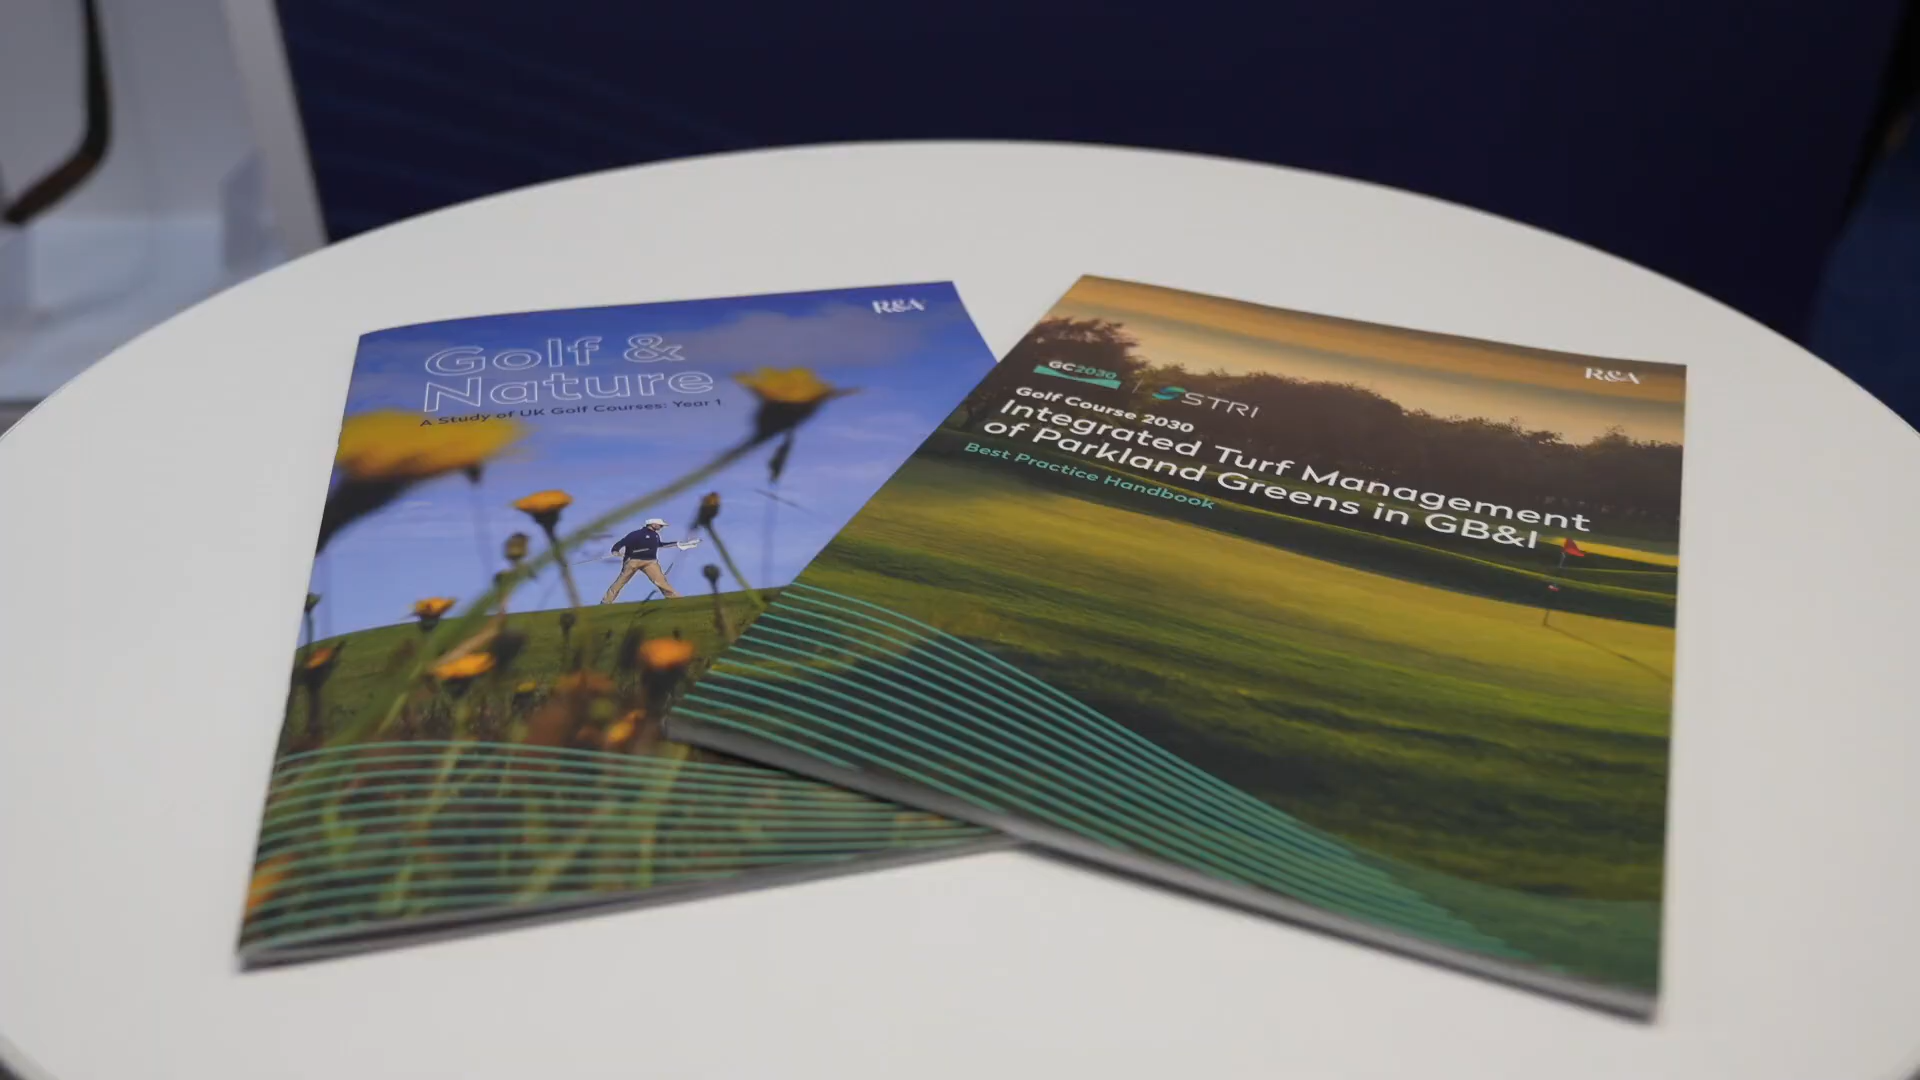 R&A
Golf &
Nature
A Study of UK Golf Courses: Year 1
R&A
GC2030
STRI
Golf Course 2030
Integrated Turf Management
of Parkland Greens in GB&I
Best Practice Handbook